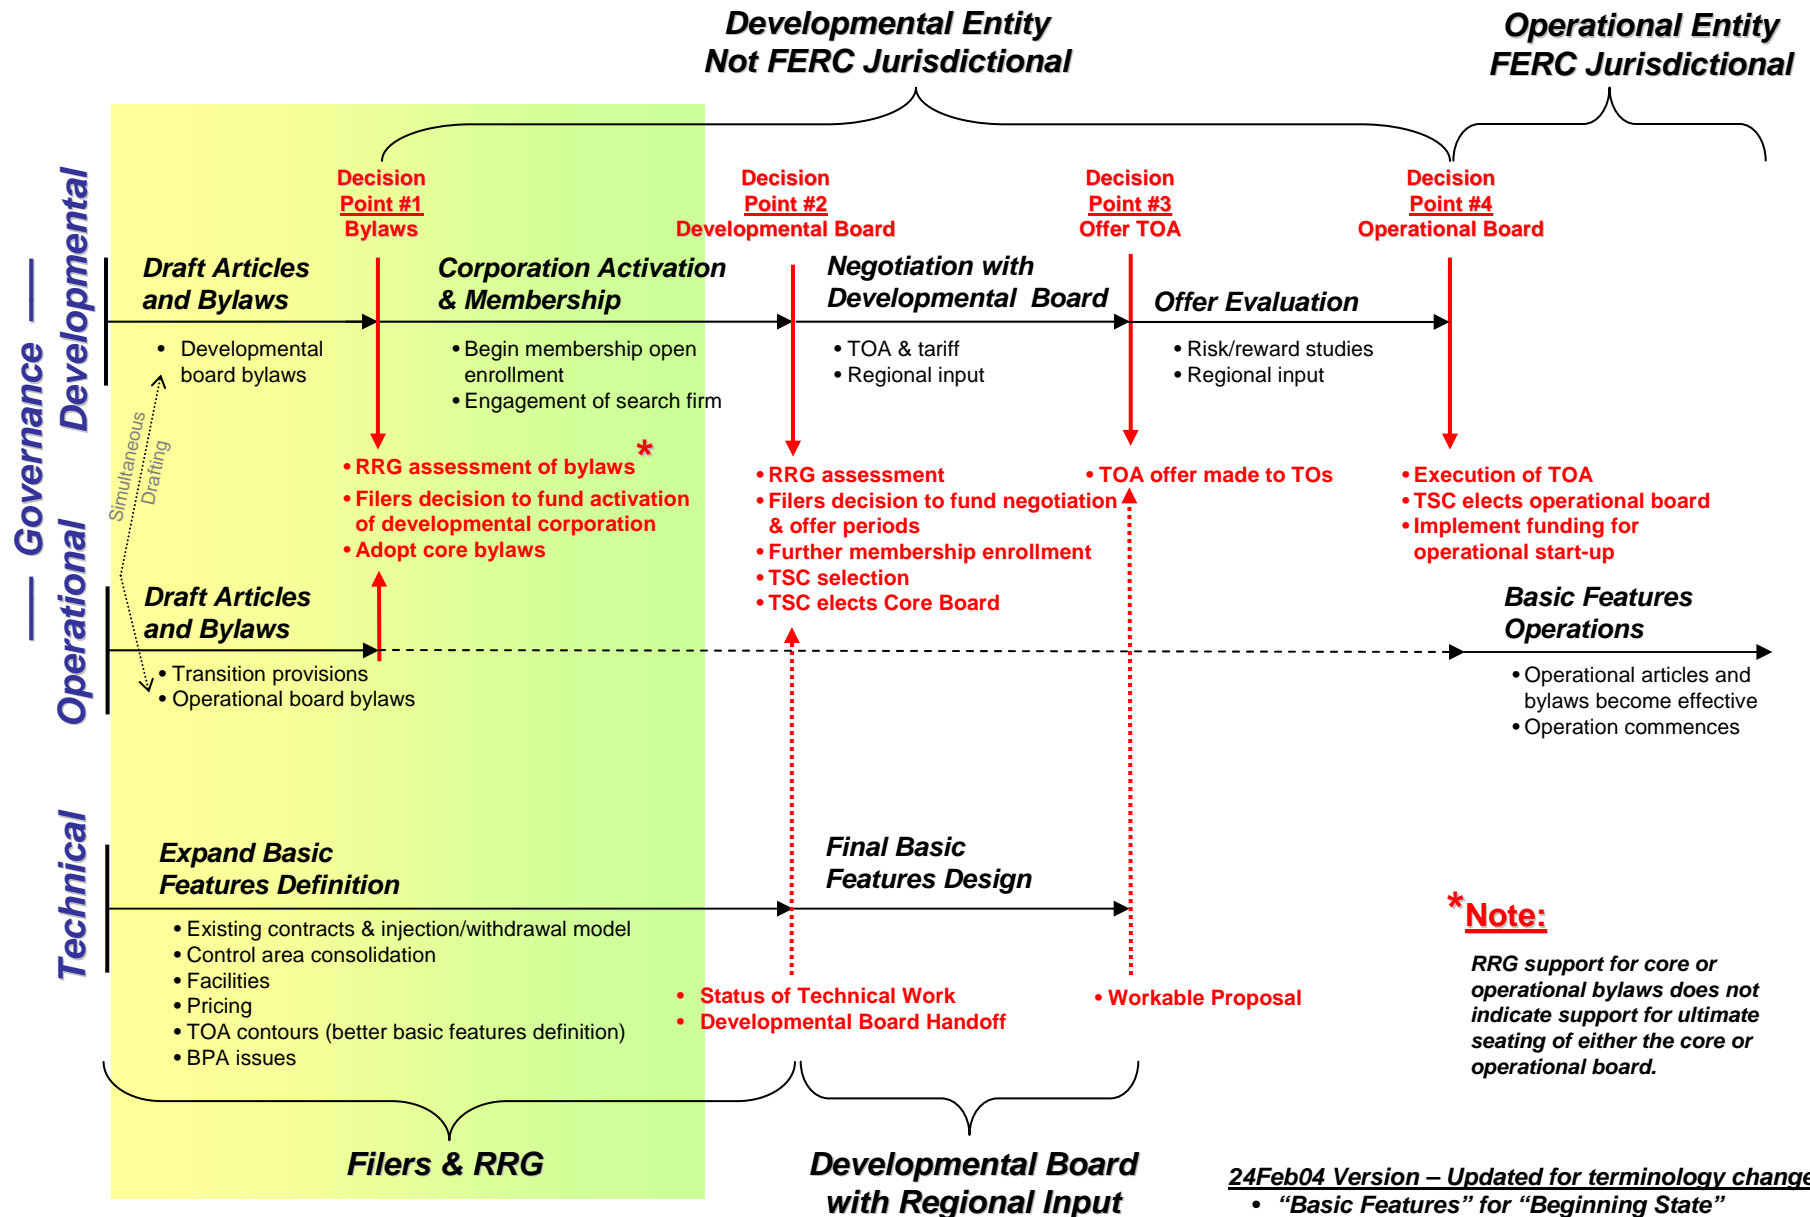 Developmental Entity
Not FERC Jurisdictional
Operational Entity
FERC Jurisdictional
Decision
Point #1
Bylaws
Decision
Point #2
Developmental Board
Decision
Point #3
Offer TOA
Decision
Point #4
Operational Board
Governance
Developmental
Draft Articles
and Bylaws
Corporation Activation
& Membership
Negotiation with
Developmental Board
Offer Evaluation
• Developmental
board bylaws
• Begin membership open
enrollment
• Engagement of search firm
• TOA & tariff
• Regional input
• Risk/reward studies
• Regional input
Simultaneous
Drafting
• RRG assessment of bylaws *
• Filers decision to fund activation
of developmental corporation
• Adopt core bylaws
• RRG assessment
• Filers decision to fund negotiation
& offer periods
• Further membership enrollment
• TSC selection
• TSC elects Core Board
• TOA offer made to TOs
• Execution of TOA
• TSC elects operational board
• Implement funding for
operational start-up
Operational
Draft Articles
and Bylaws
• Transition provisions
• Operational board bylaws
Basic Features
Operations
• Operational articles and
bylaws become effective
• Operation commences
Technical
Expand Basic
Features Definition
Final Basic
Features Design
• Existing contracts & injection/withdrawal model
• Control area consolidation
• Facilities
• Pricing
• TOA contours (better basic features definition)
• BPA issues
• Status of Technical Work
• Developmental Board Handoff
• Workable Proposal
*Note:
RRG support for core or
operational bylaws does not
indicate support for ultimate
seating of either the core or
operational board.
Filers & RRG
Developmental Board
with Regional Input
24Feb04 Version – Updated for terminology change
• “Basic Features” for “Beginning State”